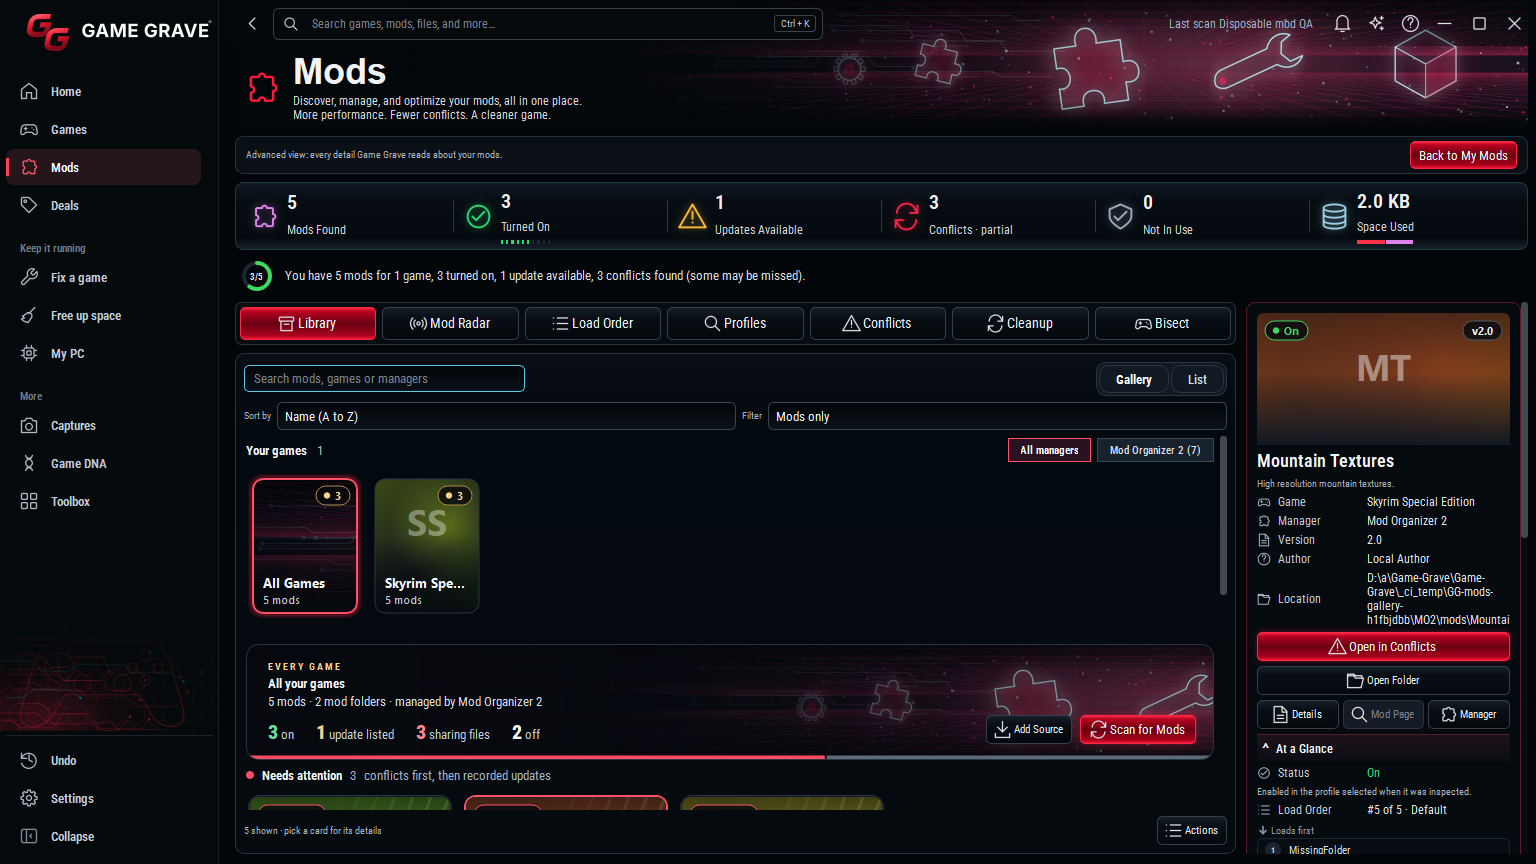 GG GAME GRAVE
Search games, mods, files, and more...
Ctrl + K
Last scan Disposable mod QA
Home
Games
Mods
Deals
Keep it running
Fix a game
Free up space
My PC
More
Captures
Game DNA
Toolbox
Undo
Settings
Collapse
Mods
Discover, manage, and optimize your mods, all in one place.
More performance. Fewer conflicts. A cleaner game.
Advanced view: every detail Game Grave reads about your mods.
Back to My Mods
5
Mods Found
3
Turned On
1
Updates Available
3
Conflicts · partial
0
Not In Use
2.0 KB
Space Used
3/5
You have 5 mods for 1 game, 3 turned on, 1 update available, 3 conflicts found (some may be missed).
Library
Mod Radar
Load Order
Profiles
Conflicts
Cleanup
Bisect
Search mods, games or managers
Gallery
List
Sort by
Name (A to Z)
Filter
Mods only
Your games 1
All managers
Mod Organizer 2 (7)
3
All Games
5 mods
3
SS
Skyrim Spe...
5 mods
EVERY GAME
All your games
5 mods · 2 mod folders · managed by Mod Organizer 2
3 on
1 update listed
3 sharing files
2 off
Add Source
Scan for Mods
Needs attention 3 conflicts first, then recorded updates
5 shown · pick a card for its details
Actions
On
v2.0
MT
Mountain Textures
High resolution mountain textures.
Game
Skyrim Special Edition
Manager
Mod Organizer 2
Version
2.0
Author
Local Author
Location
D:\a\Game-Grave\Game-
Grave\_ci_temp\GG-mods-
gallery-
h1fbjdbb\MO2\mods\Mountai
Open in Conflicts
Open Folder
Details
Mod Page
Manager
^ At a Glance
Status
On
Enabled in the profile selected when it was inspected.
Load Order
#5 of 5 · Default
Loads first
1 MissingFolder